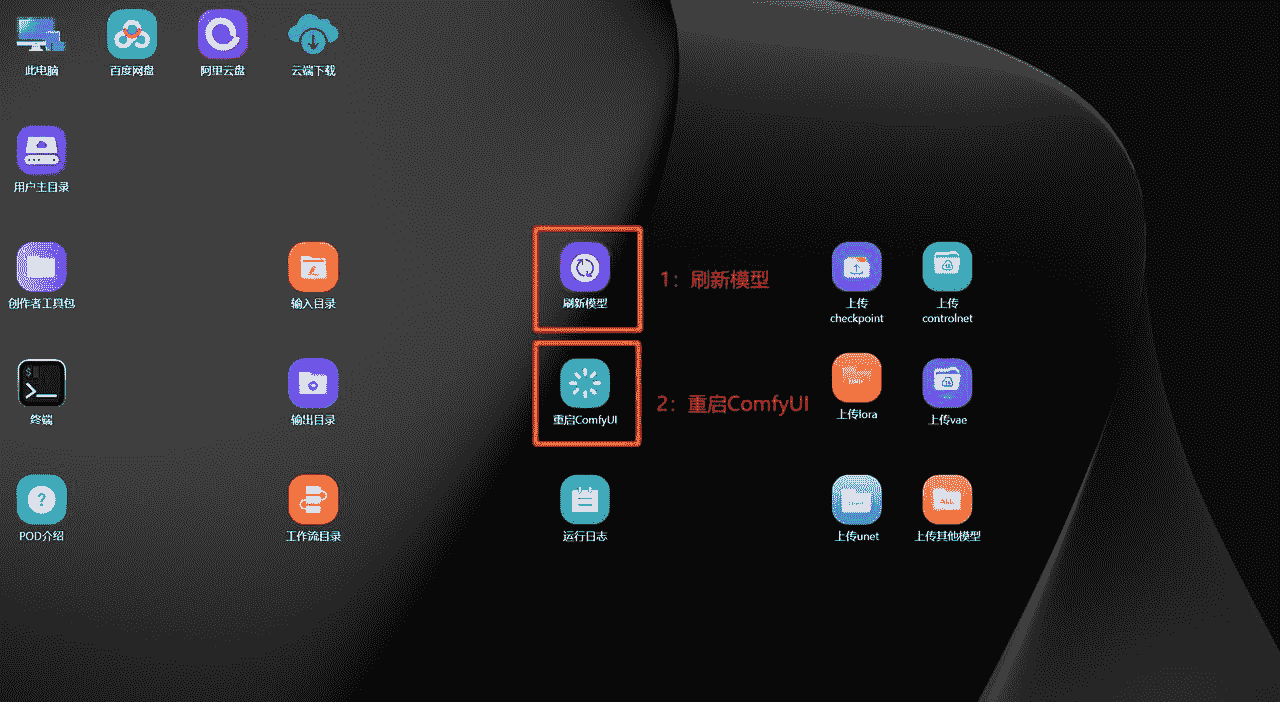 此电脑
百度网盘
阿里云盘
云端下载
用户主目录
创作者工具包
输入目录
刷新模型
1：刷新模型
上传
checkpoint
上传
controlnet
终端
输出目录
重启ComfyUI
2：重启ComfyUI
上传lora
上传vae
?
POD介绍
工作流目录
运行日志
上传unet
ALL
上传其他模型